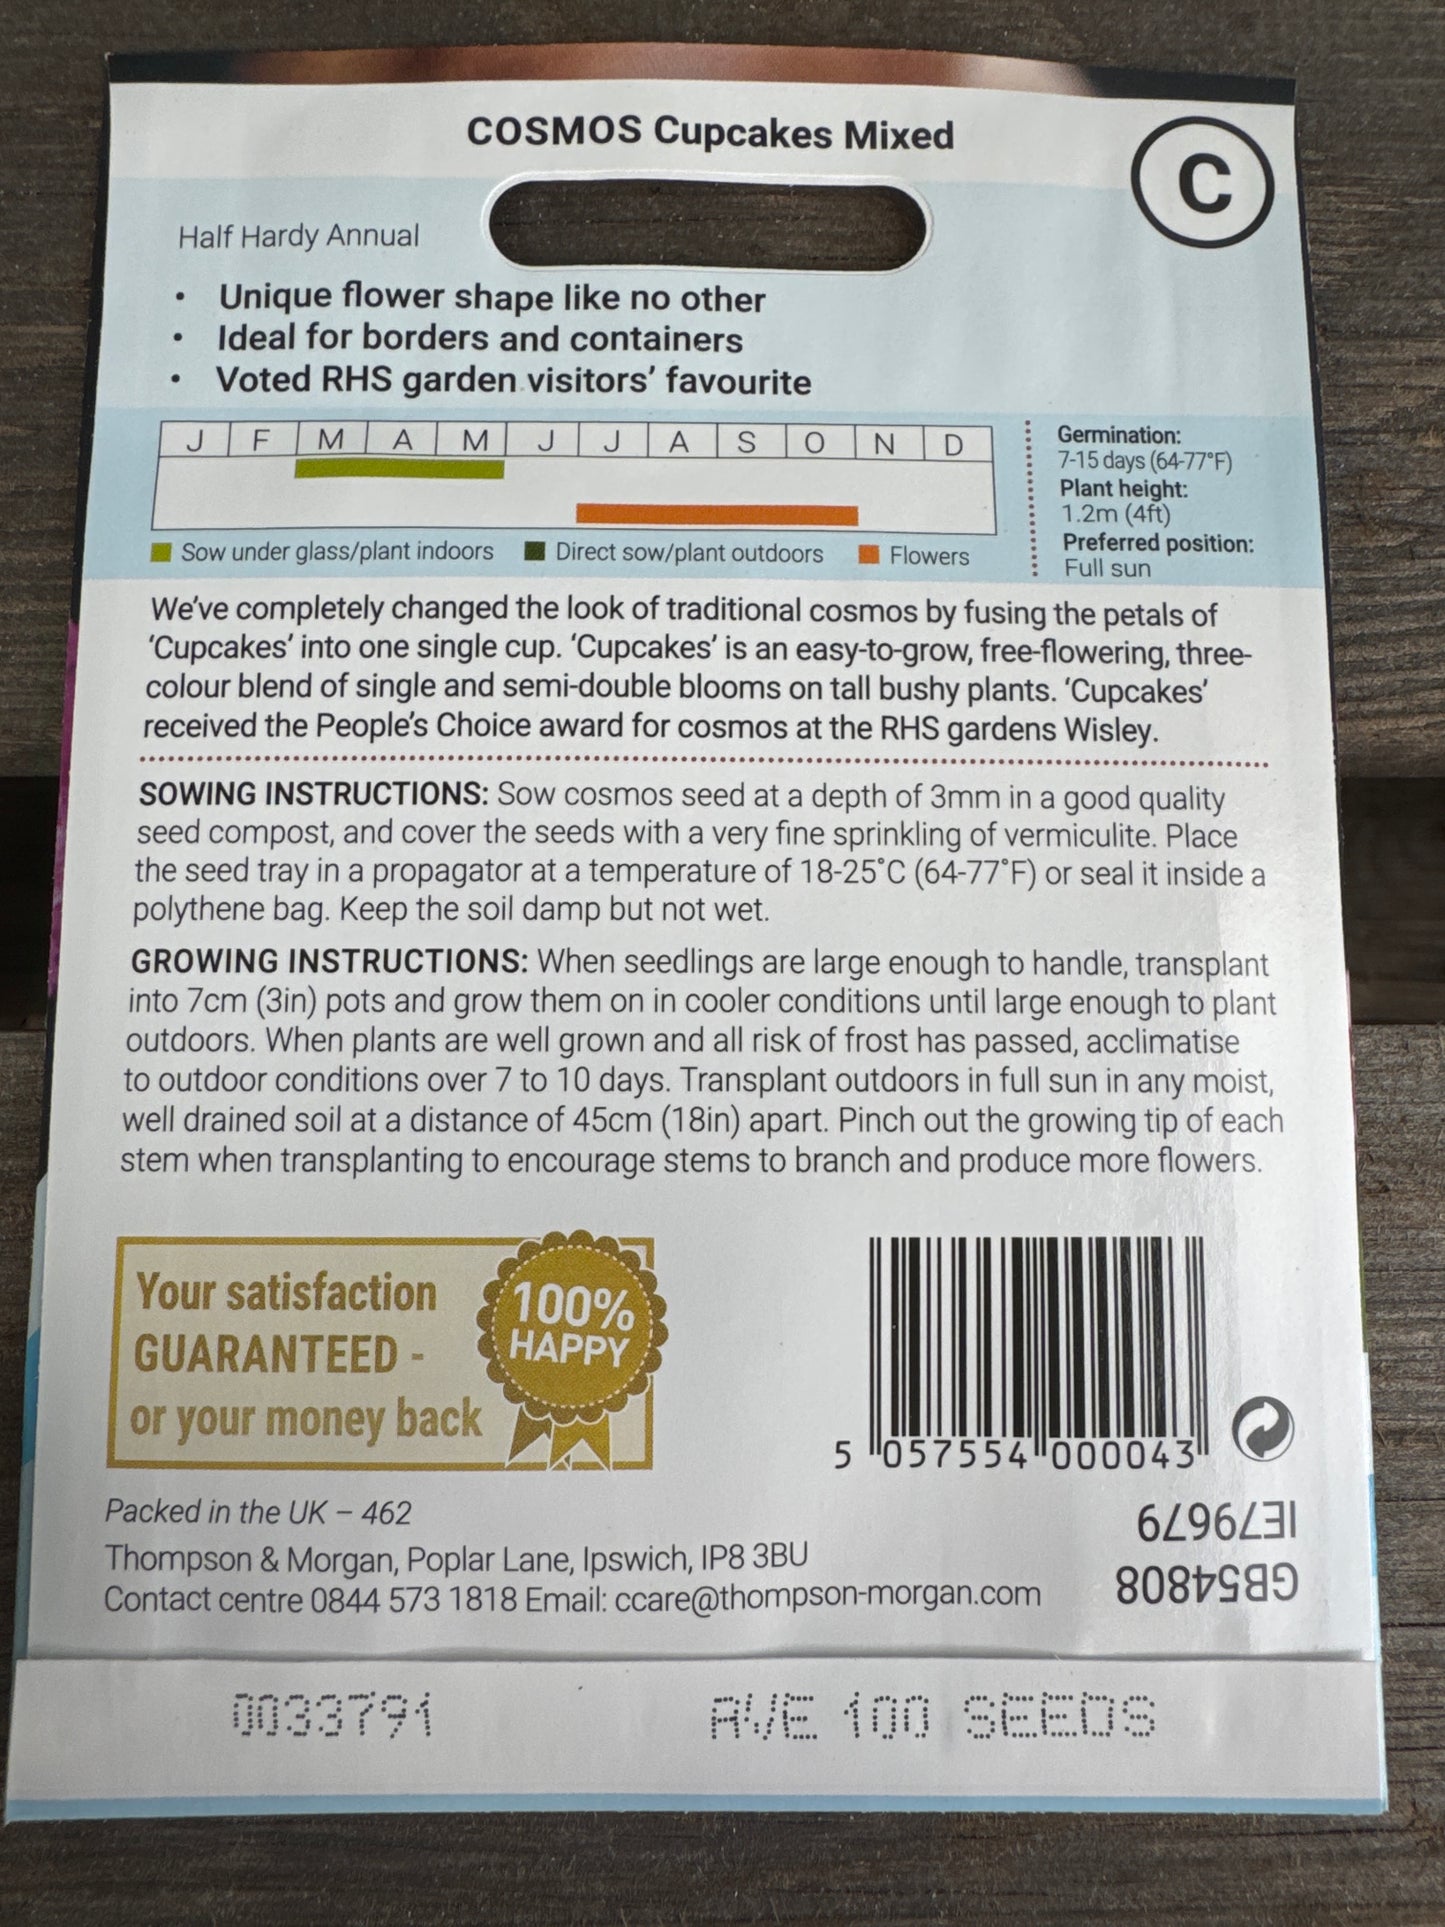 COSMOS Cupcakes Mixed
C
Half Hardy Annual
• Unique flower shape like no other
• Ideal for borders and containers
• Voted RHS garden visitors’ favourite
J F M A M J J A S O N D
Sow under glass/plant indoors Direct sow/plant outdoors Flowers
Germination:
7-15 days (64-77°F)
Plant height:
1.2m (4ft)
Preferred position:
Full sun
We’ve completely changed the look of traditional cosmos by fusing the petals of
‘Cupcakes’ into one single cup. ‘Cupcakes’ is an easy-to-grow, free-flowering, three-
colour blend of single and semi-double blooms on tall bushy plants. ‘Cupcakes’
received the People’s Choice award for cosmos at the RHS gardens Wisley.
SOWING INSTRUCTIONS: Sow cosmos seed at a depth of 3mm in a good quality
seed compost, and cover the seeds with a very fine sprinkling of vermiculite. Place
the seed tray in a propagator at a temperature of 18-25°C (64-77°F) or seal it inside a
polythene bag. Keep the soil damp but not wet.
GROWING INSTRUCTIONS: When seedlings are large enough to handle, transplant
into 7cm (3in) pots and grow them on in cooler conditions until large enough to plant
outdoors. When plants are well grown and all risk of frost has passed, acclimatise
to outdoor conditions over 7 to 10 days. Transplant outdoors in full sun in any moist,
well drained soil at a distance of 45cm (18in) apart. Pinch out the growing tip of each
stem when transplanting to encourage stems to branch and produce more flowers.
Your satisfaction
GUARANTEED -
or your money back
100%
HAPPY
5 057554 000043
Packed in the UK – 462
Thompson & Morgan, Poplar Lane, Ipswich, IP8 3BU
Contact centre 0844 573 1818 Email: ccare@thompson-morgan.com
GB54808
IE79679
0033791 AVE 100 SEEDS